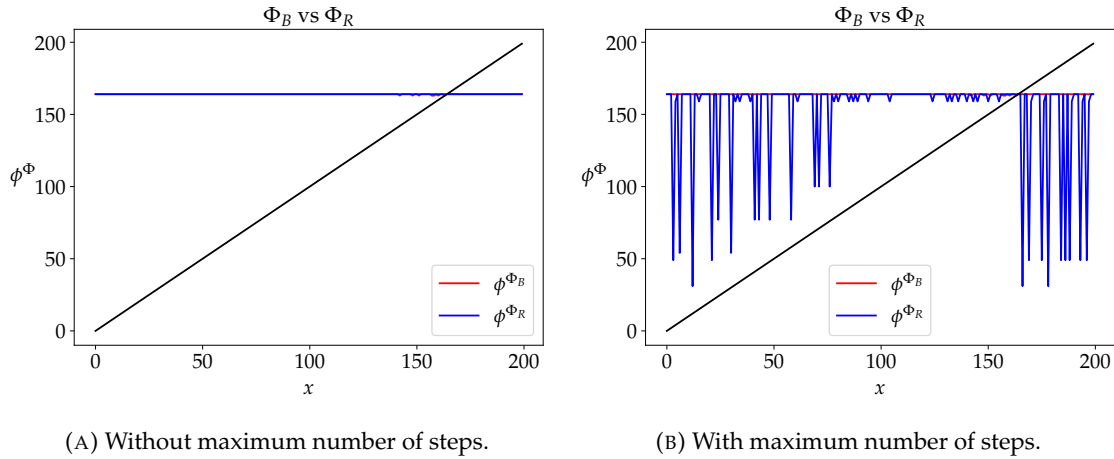 Φ_B vs Φ_R
200
150
ϕ^Φ
100
50
0
ϕ^{Φ_B}
ϕ^{Φ_R}
0 50 100 150 200
x
(A) Without maximum number of steps.
Φ_B vs Φ_R
200
150
ϕ^Φ
100
50
0
ϕ^{Φ_B}
ϕ^{Φ_R}
0 50 100 150 200
x
(B) With maximum number of steps.